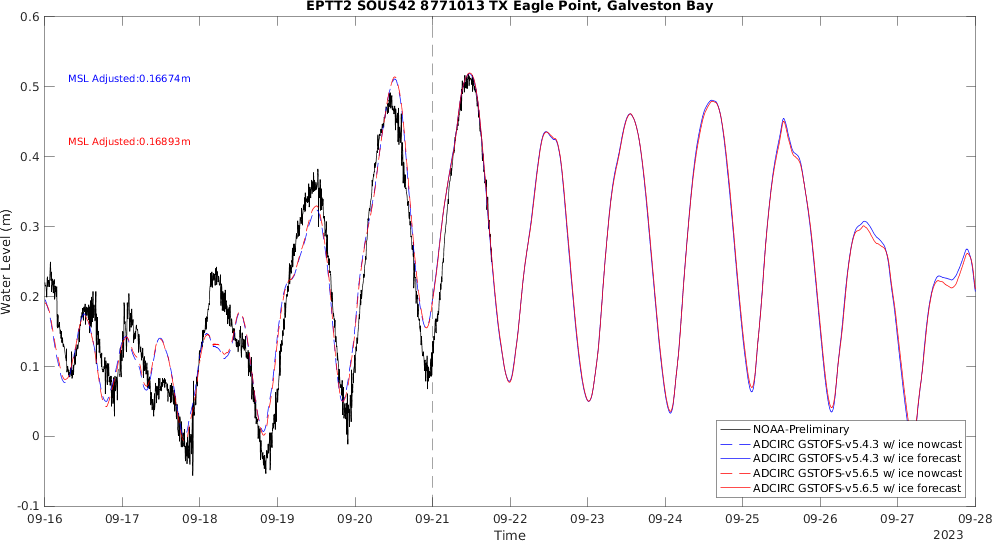 EPTT2 SOUS42 8771013 TX Eagle Point, Galveston Bay
0.6
0.5
0.4
0.3
0.2
0.1
0
-0.1
Water Level (m)
MSL Adjusted:0.16674m
MSL Adjusted:0.16893m
NOAA-Preliminary
ADCIRC GSTOFS-v5.4.3 w/ ice nowcast
ADCIRC GSTOFS-v5.4.3 w/ ice forecast
ADCIRC GSTOFS-v5.6.5 w/ ice nowcast
ADCIRC GSTOFS-v5.6.5 w/ ice forecast
09-16 09-17 09-18 09-19 09-20 09-21 09-22 09-23 09-24 09-25 09-26 09-27 09-28
Time
2023